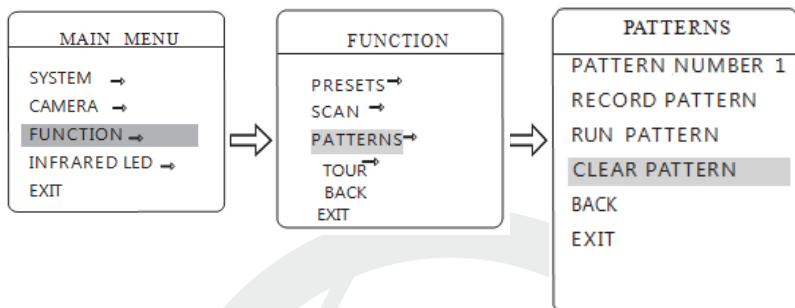 MAIN MENU
SYSTEM →
CAMERA →
FUNCTION →
INFRARED LED →
EXIT
FUNCTION
PRESETS→
SCAN →
PATTERNS→
TOUR→
BACK
EXIT
PATTERNS
PATTERN NUMBER 1
RECORD PATTERN
RUN PATTERN
CLEAR PATTERN
BACK
EXIT